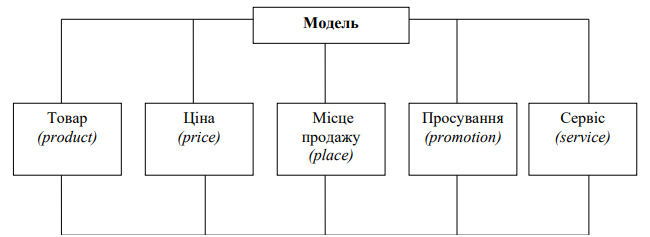 Модель
Товар
(product)
Ціна
(price)
Місце
продажу
(place)
Просування
(promotion)
Сервіс
(service)